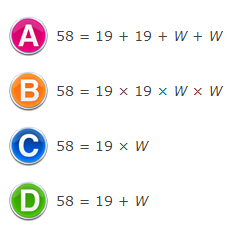 A 58 = 19 + 19 + W + W
B 58 = 19 × 19 × W × W
C 58 = 19 × W
D 58 = 19 + W